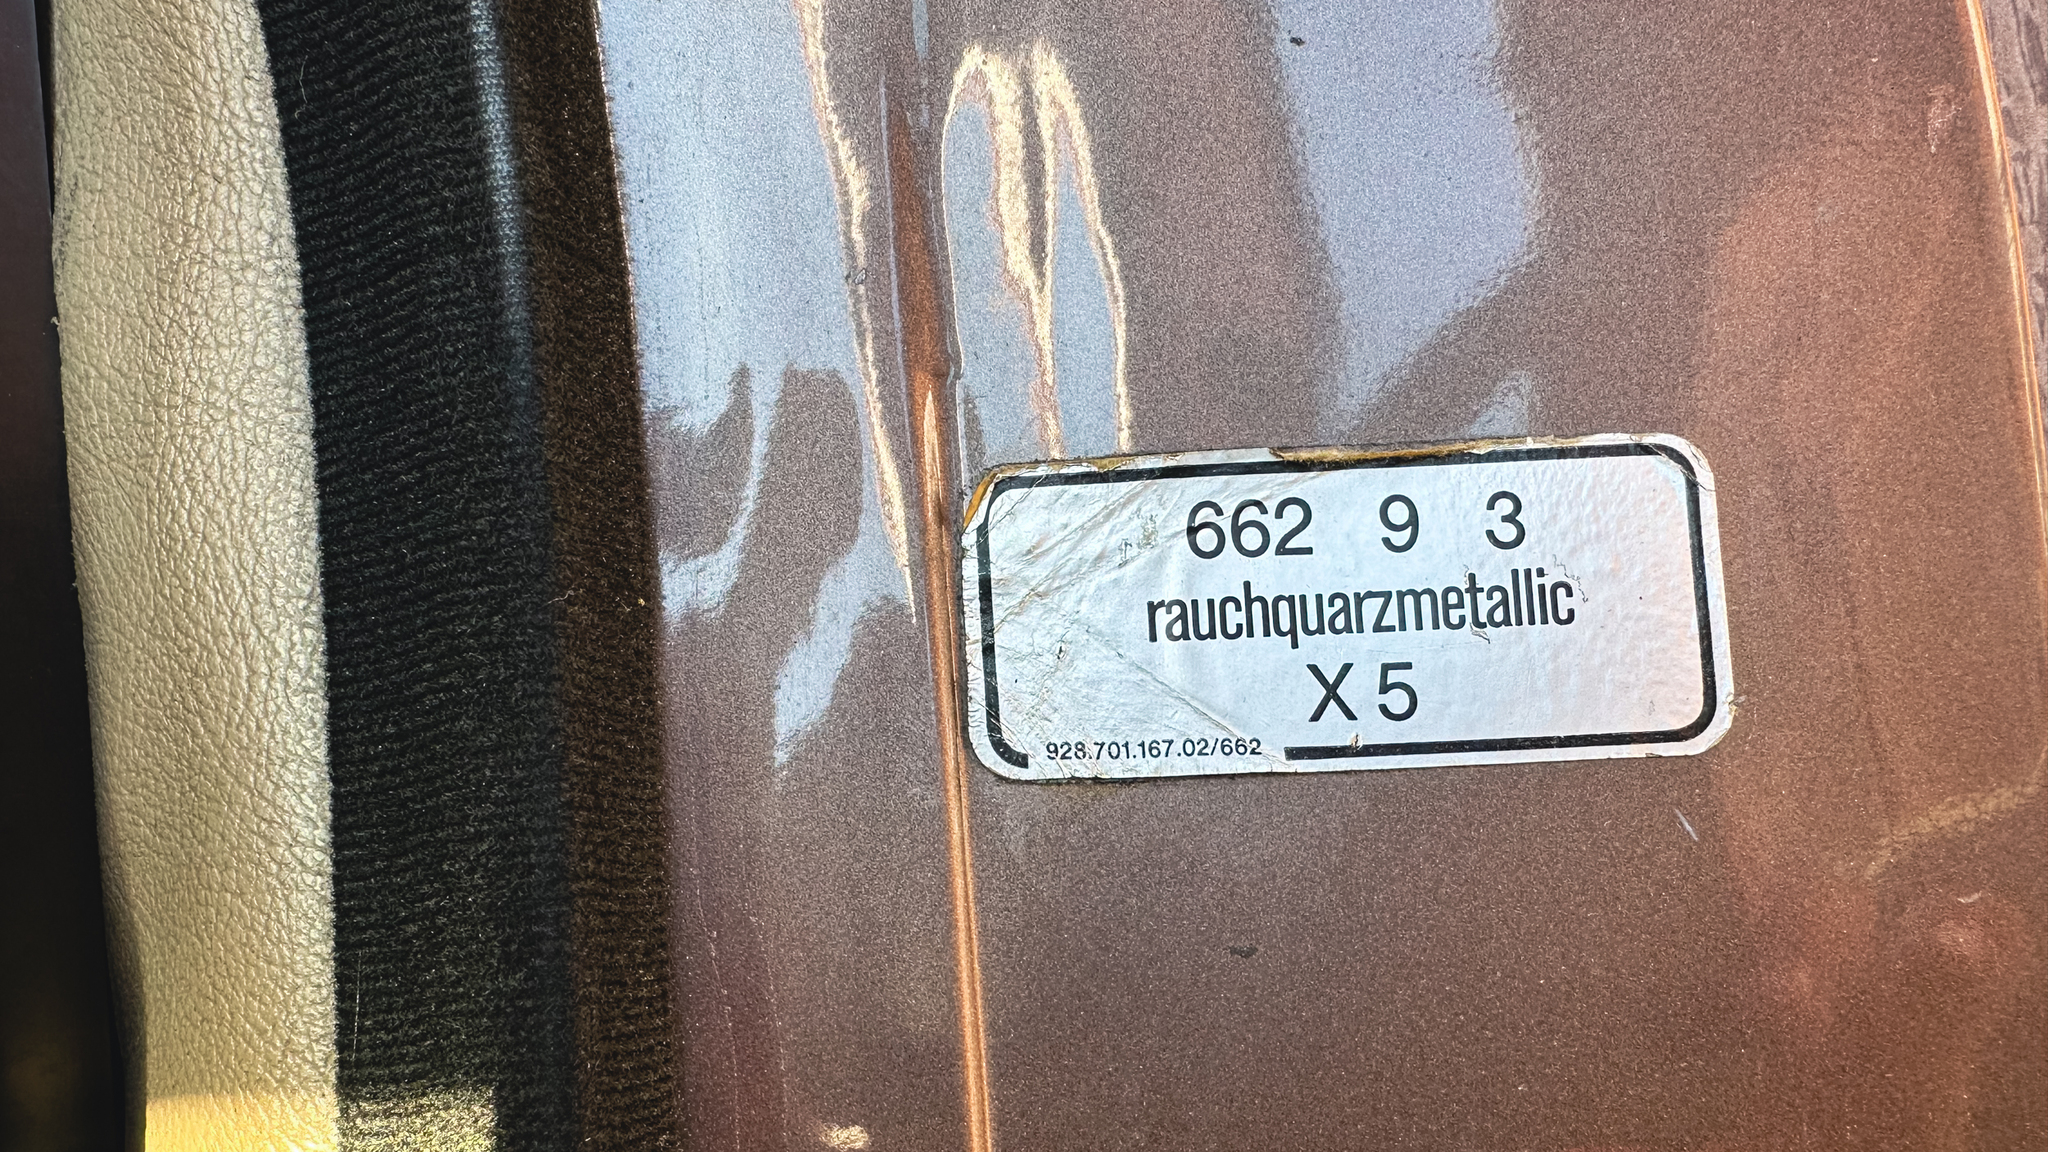 662 9 3
rauchquarzmetallic
X5
928.701.167.02/662